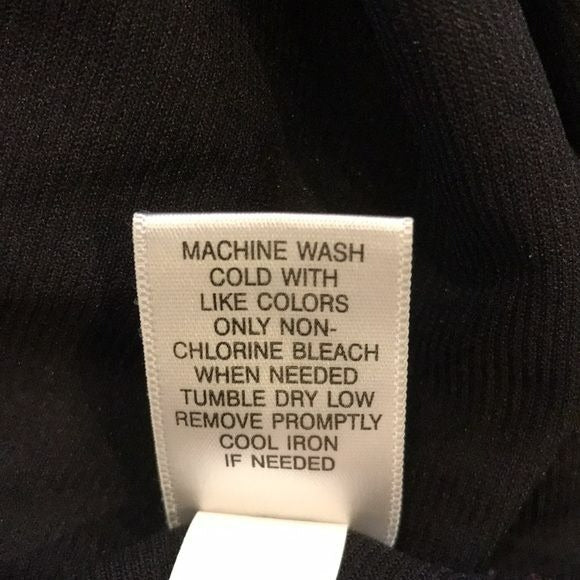 MACHINE WASH
COLD WITH
LIKE COLORS
ONLY NON-
CHLORINE BLEACH
WHEN NEEDED
TUMBLE DRY LOW
REMOVE PROMPTLY
COOL IRON
IF NEEDED